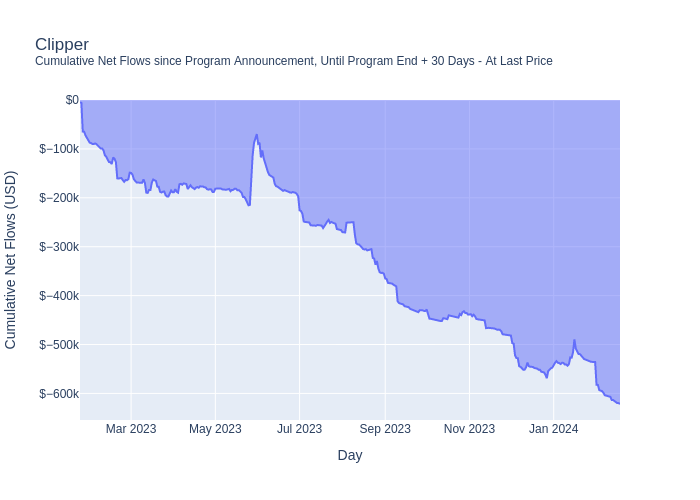 Clipper
Cumulative Net Flows since Program Announcement, Until Program End + 30 Days - At Last Price
$0
$−100k
$−200k
$−300k
$−400k
$−500k
$−600k
Cumulative Net Flows (USD)
Mar 2023 May 2023 Jul 2023 Sep 2023 Nov 2023 Jan 2024
Day